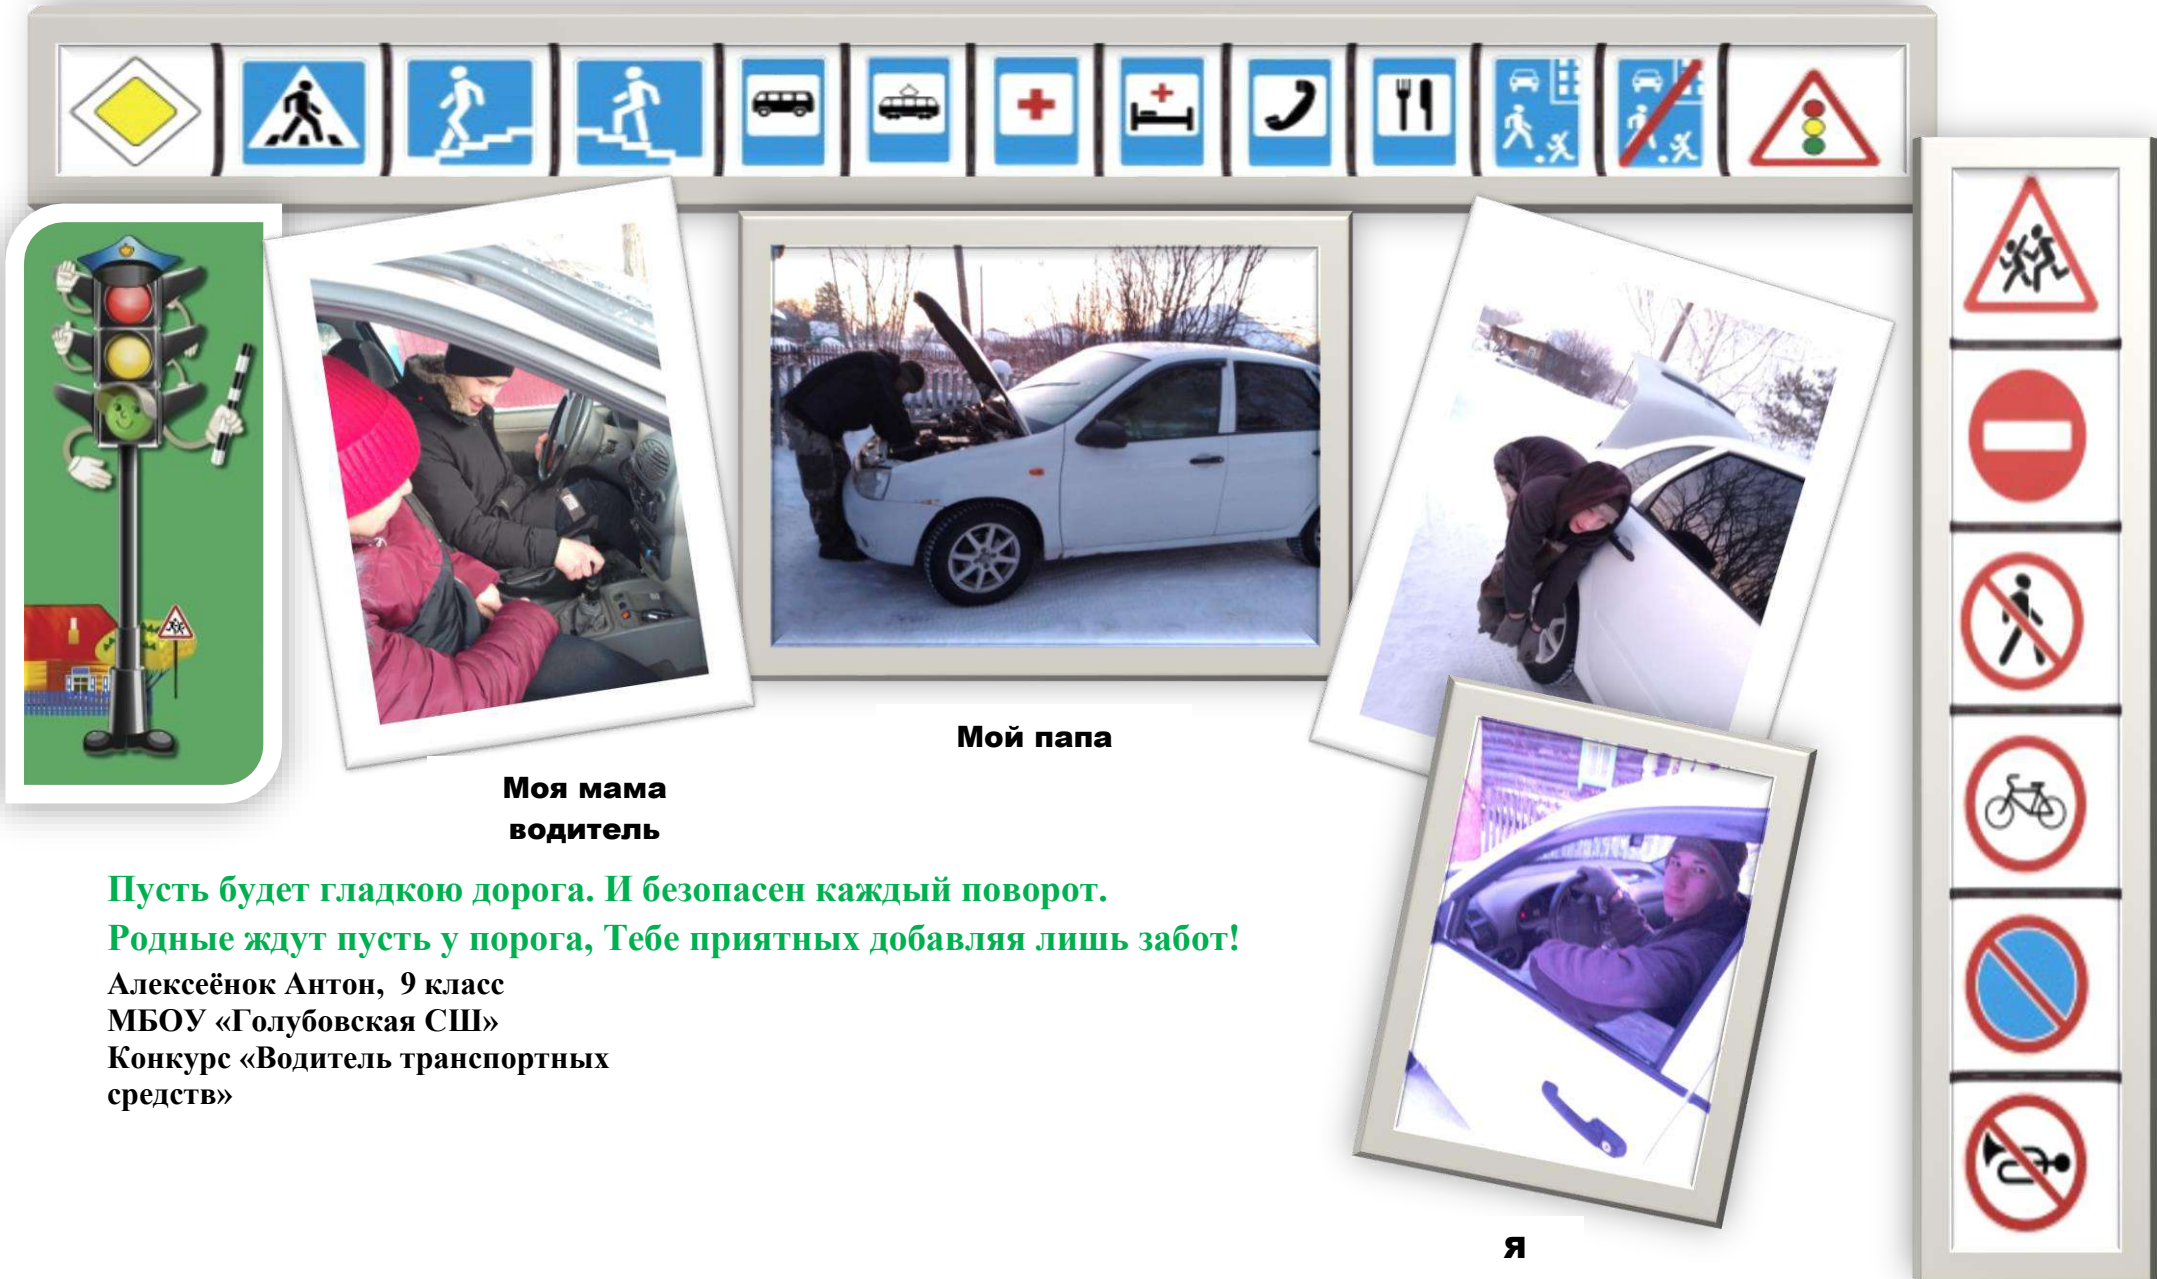 Мой папа
Моя мама
водитель
Пусть будет гладкою дорога. И безопасен каждый поворот.
Родные ждут пусть у порога, Тебе приятных добавляя лишь забот!
Алексеёнок Антон,  9 класс
МБОУ «Голубовская СШ»
Конкурс «Водитель транспортных
средств»
я